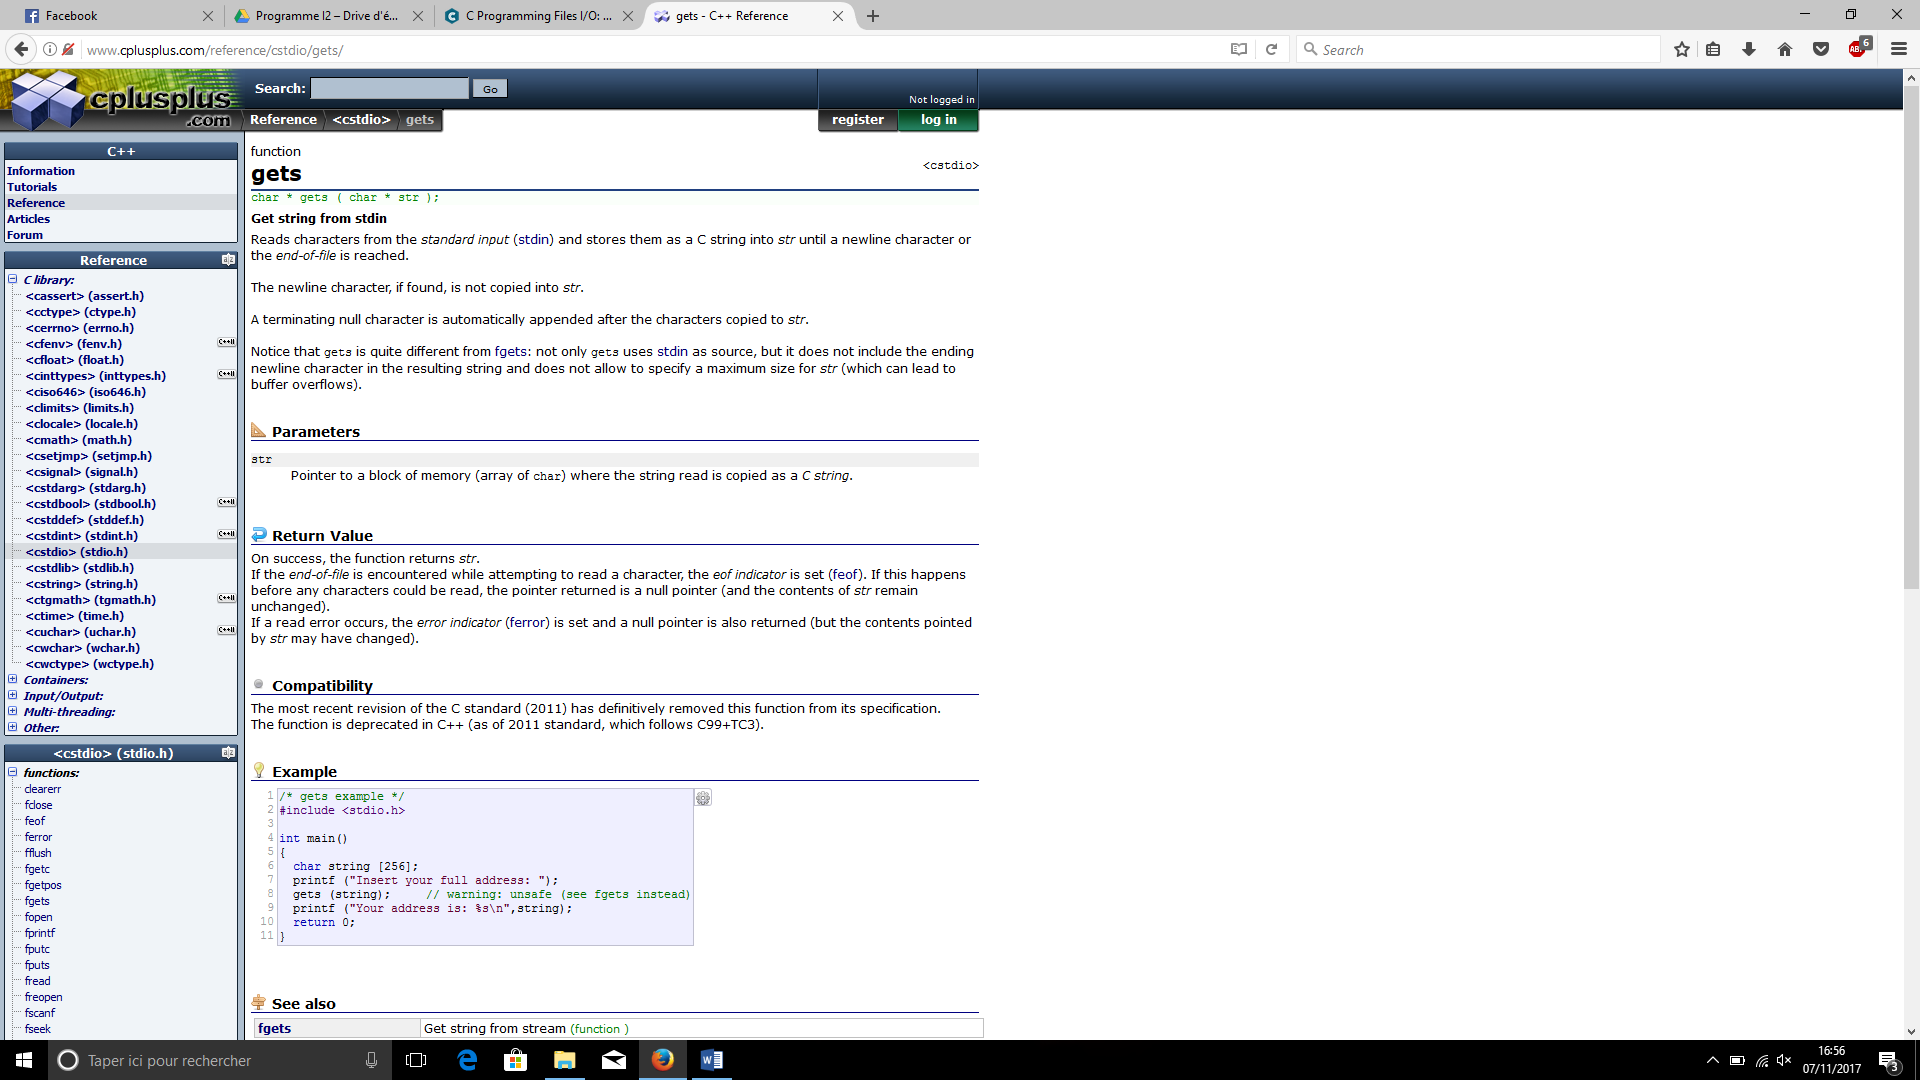 Facebook
Programme I2 – Drive d'é...
C Programming Files I/O: ...
gets - C++ Reference
www.cplusplus.com/reference/cstdio/gets/
Search
6
cplusplus
.com
Search:
Go
Not logged in
Reference
<cstdio>
gets
register
log in
C++
Information
Tutorials
Reference
Articles
Forum
Reference
C library:
<cassert> (assert.h)
<cctype> (ctype.h)
<cerrno> (errno.h)
<cfenv> (fenv.h)
<cfloat> (float.h)
<cinttypes> (inttypes.h)
<ciso646> (iso646.h)
<climits> (limits.h)
<clocale> (locale.h)
<cmath> (math.h)
<csetjmp> (setjmp.h)
<csignal> (signal.h)
<cstdarg> (stdarg.h)
<cstdbool> (stdbool.h)
<cstddef> (stddef.h)
<cstdint> (stdint.h)
<cstdio> (stdio.h)
<cstdlib> (stdlib.h)
<cstring> (string.h)
<ctgmath> (tgmath.h)
<ctime> (time.h)
<cuchar> (uchar.h)
<cwchar> (wchar.h)
<cwctype> (wctype.h)
Containers:
Input/Output:
Multi-threading:
Other:
<cstdio> (stdio.h)
functions:
clearerr
fclose
feof
ferror
fflush
fgetc
fgetpos
fgets
fopen
fprintf
fputc
fputs
fread
freopen
fscanf
fseek
function
gets
<cstdio>
char * gets ( char * str );
Get string from stdin
Reads characters from the standard input (stdin) and stores them as a C string into str until a newline character or
the end-of-file is reached.
The newline character, if found, is not copied into str.
A terminating null character is automatically appended after the characters copied to str.
Notice that gets is quite different from fgets: not only gets uses stdin as source, but it does not include the ending
newline character in the resulting string and does not allow to specify a maximum size for str (which can lead to
buffer overflows).
Parameters
str
Pointer to a block of memory (array of char) where the string read is copied as a C string.
Return Value
On success, the function returns str.
If the end-of-file is encountered while attempting to read a character, the eof indicator is set (feof). If this happens
before any characters could be read, the pointer returned is a null pointer (and the contents of str remain
unchanged).
If a read error occurs, the error indicator (ferror) is set and a null pointer is also returned (but the contents pointed
by str may have changed).
Compatibility
The most recent revision of the C standard (2011) has definitively removed this function from its specification.
The function is deprecated in C++ (as of 2011 standard, which follows C99+TC3).
Example
1 /* gets example */
2 #include <stdio.h>
3
4 int main()
5 {
6 char string [256];
7 printf ("Insert your full address: ");
8 gets (string); // warning: unsafe (see fgets instead)
9 printf ("Your address is: %s\n",string);
10 return 0;
11 }
See also
fgets
Get string from stream (function )
Taper ici pour rechercher
16:56
07/11/2017
3